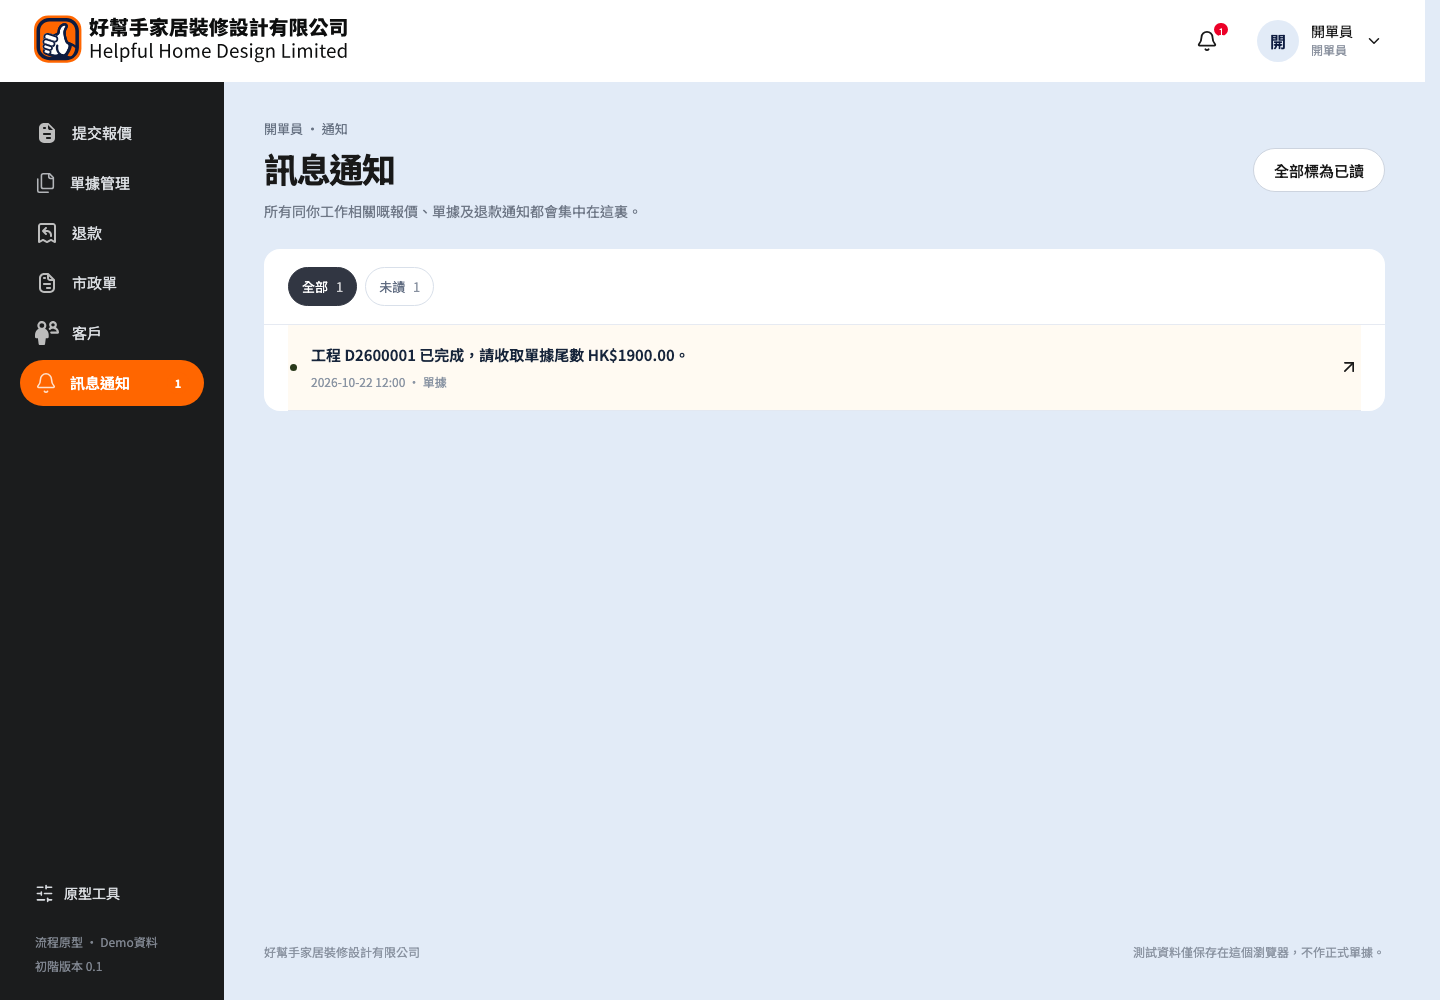 好幫手家居裝修設計有限公司
Helpful Home Design Limited
1
開
開單員
開單員
提交報價
單據管理
退款
市政單
客戶
訊息通知 1
原型工具
流程原型 · Demo資料
初階版本 0.1
開單員 · 通知
訊息通知
全部標為已讀
所有同你工作相關嘅報價、單據及退款通知都會集中在這裏。
全部 1 未讀 1
工程 D2600001 已完成，請收取單據尾數 HK$1900.00。
2026-10-22 12:00 · 單據
好幫手家居裝修設計有限公司
測試資料僅保存在這個瀏覽器，不作正式單據。